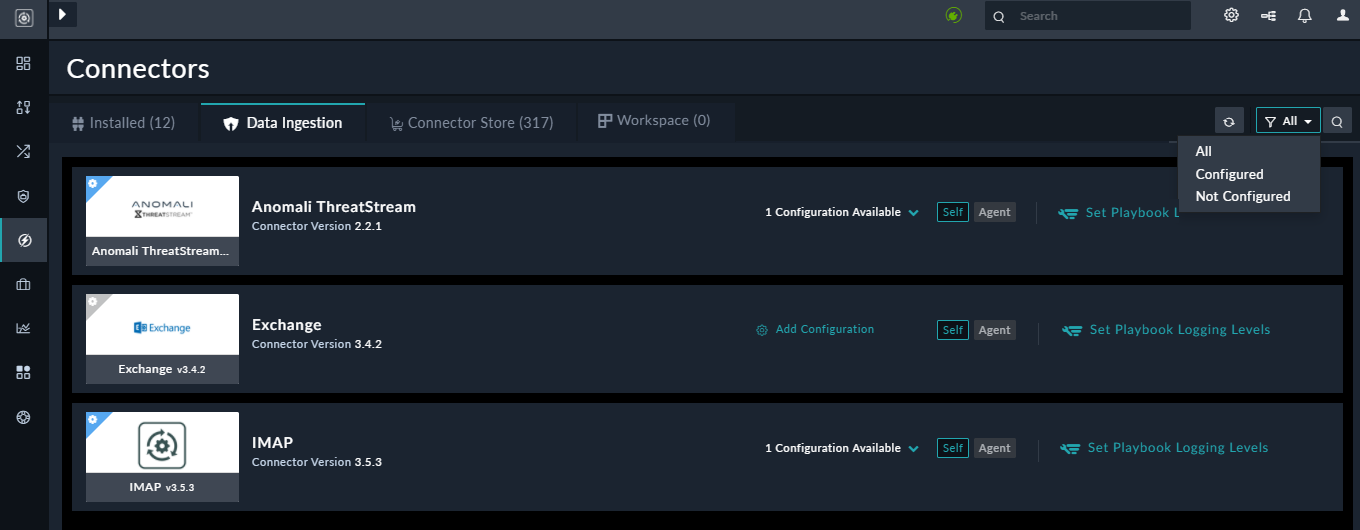 Search
Connectors
Installed (12)
Data Ingestion
Connector Store (317)
Workspace (0)
All
All
Configured
Not Configured
ANOMALI
THREATSTREAM
Anomali ThreatStream...
Anomali ThreatStream
Connector Version 2.2.1
1 Configuration Available
Self
Agent
Set Playbook L
Exchange
Exchange v3.4.2
Exchange
Connector Version 3.4.2
Add Configuration
Self
Agent
Set Playbook Logging Levels
IMAP v3.5.3
IMAP
Connector Version 3.5.3
1 Configuration Available
Self
Agent
Set Playbook Logging Levels